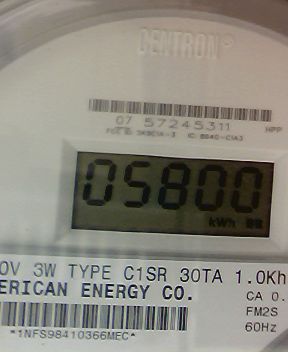 CENTRON®
07 57245311 HPP
05800
kWh
0V 3W TYPE C1SR 30TA 1.0Kh
ERICAN ENERGY CO. CA 0.
FM2S
*1NFS98410366MEC* 60Hz